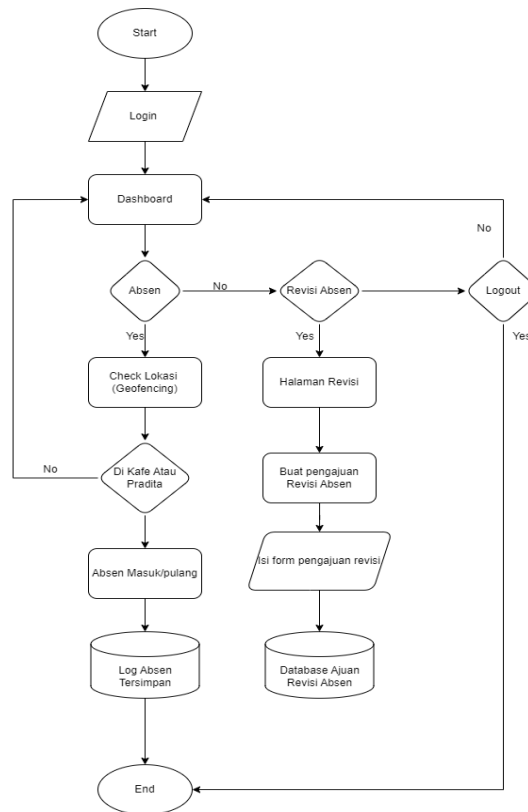 Start
Login
Dashboard
No
Absen
No
Revisi Absen
Logout
Yes
Yes
Yes
Check Lokasi
(Geofencing)
Halaman Revisi
No
Di Kafe Atau
Pradita
Buat pengajuan
Revisi Absen
Absen Masuk/pulang
Isi form pengajuan revisi
Log Absen
Tersimpan
Database Ajuan
Revisi Absen
End